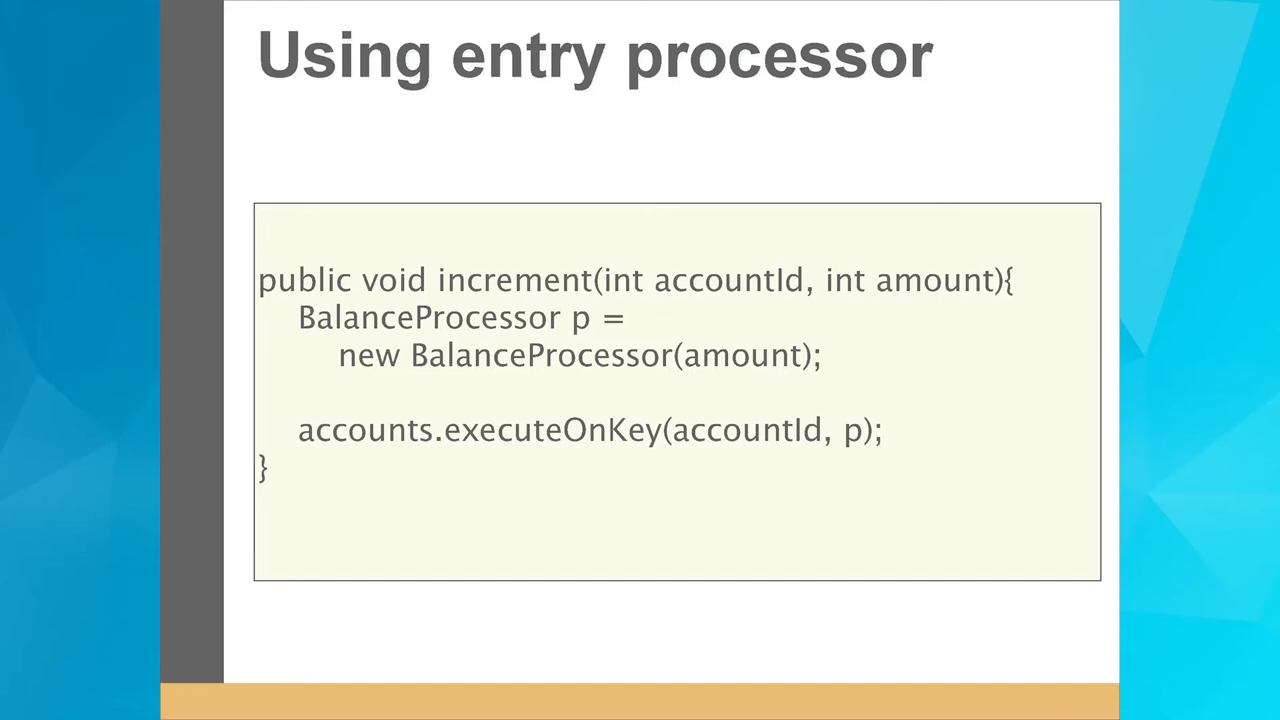 Using entry processor
public void increment(int accountId, int amount){
BalanceProcessor p =
new BalanceProcessor(amount);
accounts.executeOnKey(accountId, p);
}